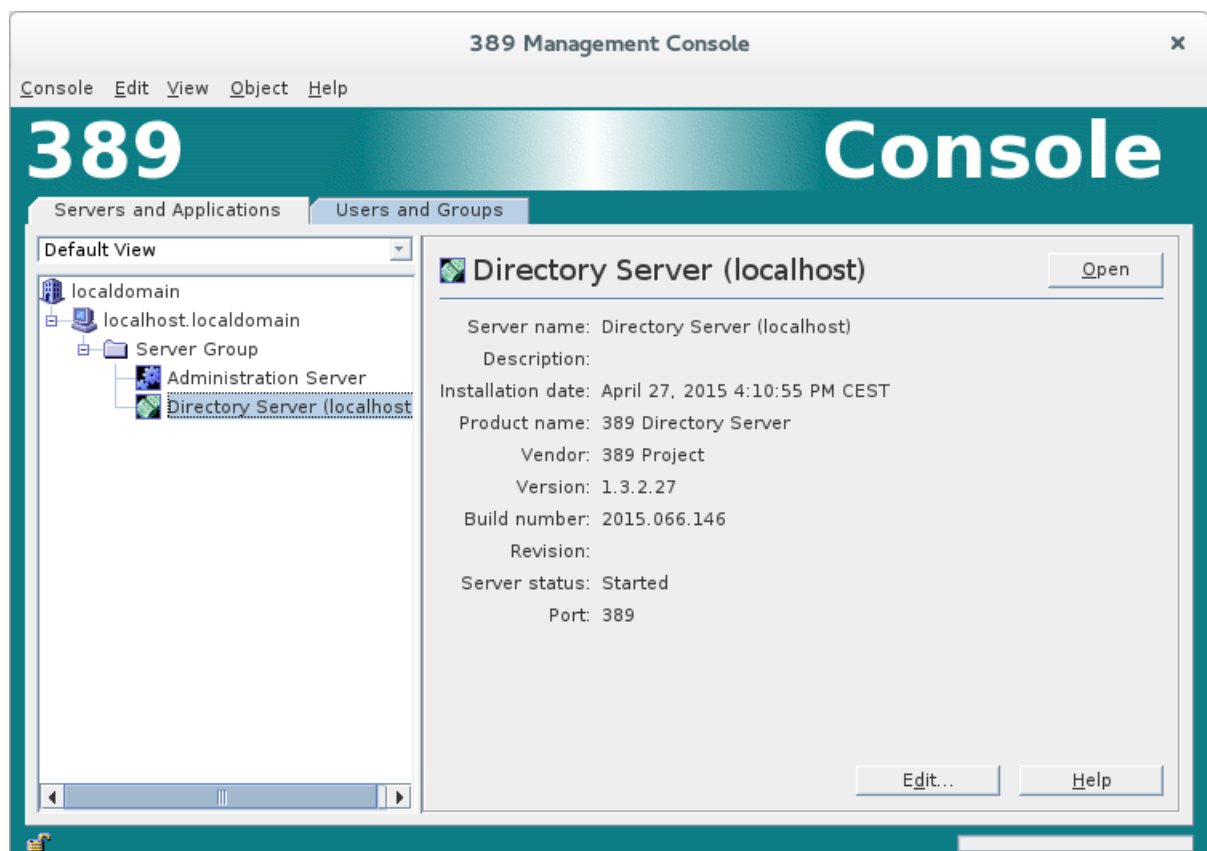 389 Management Console
Console Edit View Object Help
389 Console
Servers and Applications Users and Groups
Default View
localdomain
localhost.localdomain
Server Group
Administration Server
Directory Server (localhost
Directory Server (localhost) Open
Server name: Directory Server (localhost)
Description:
Installation date: April 27, 2015 4:10:55 PM CEST
Product name: 389 Directory Server
Vendor: 389 Project
Version: 1.3.2.27
Build number: 2015.066.146
Revision:
Server status: Started
Port: 389
Edit... Help